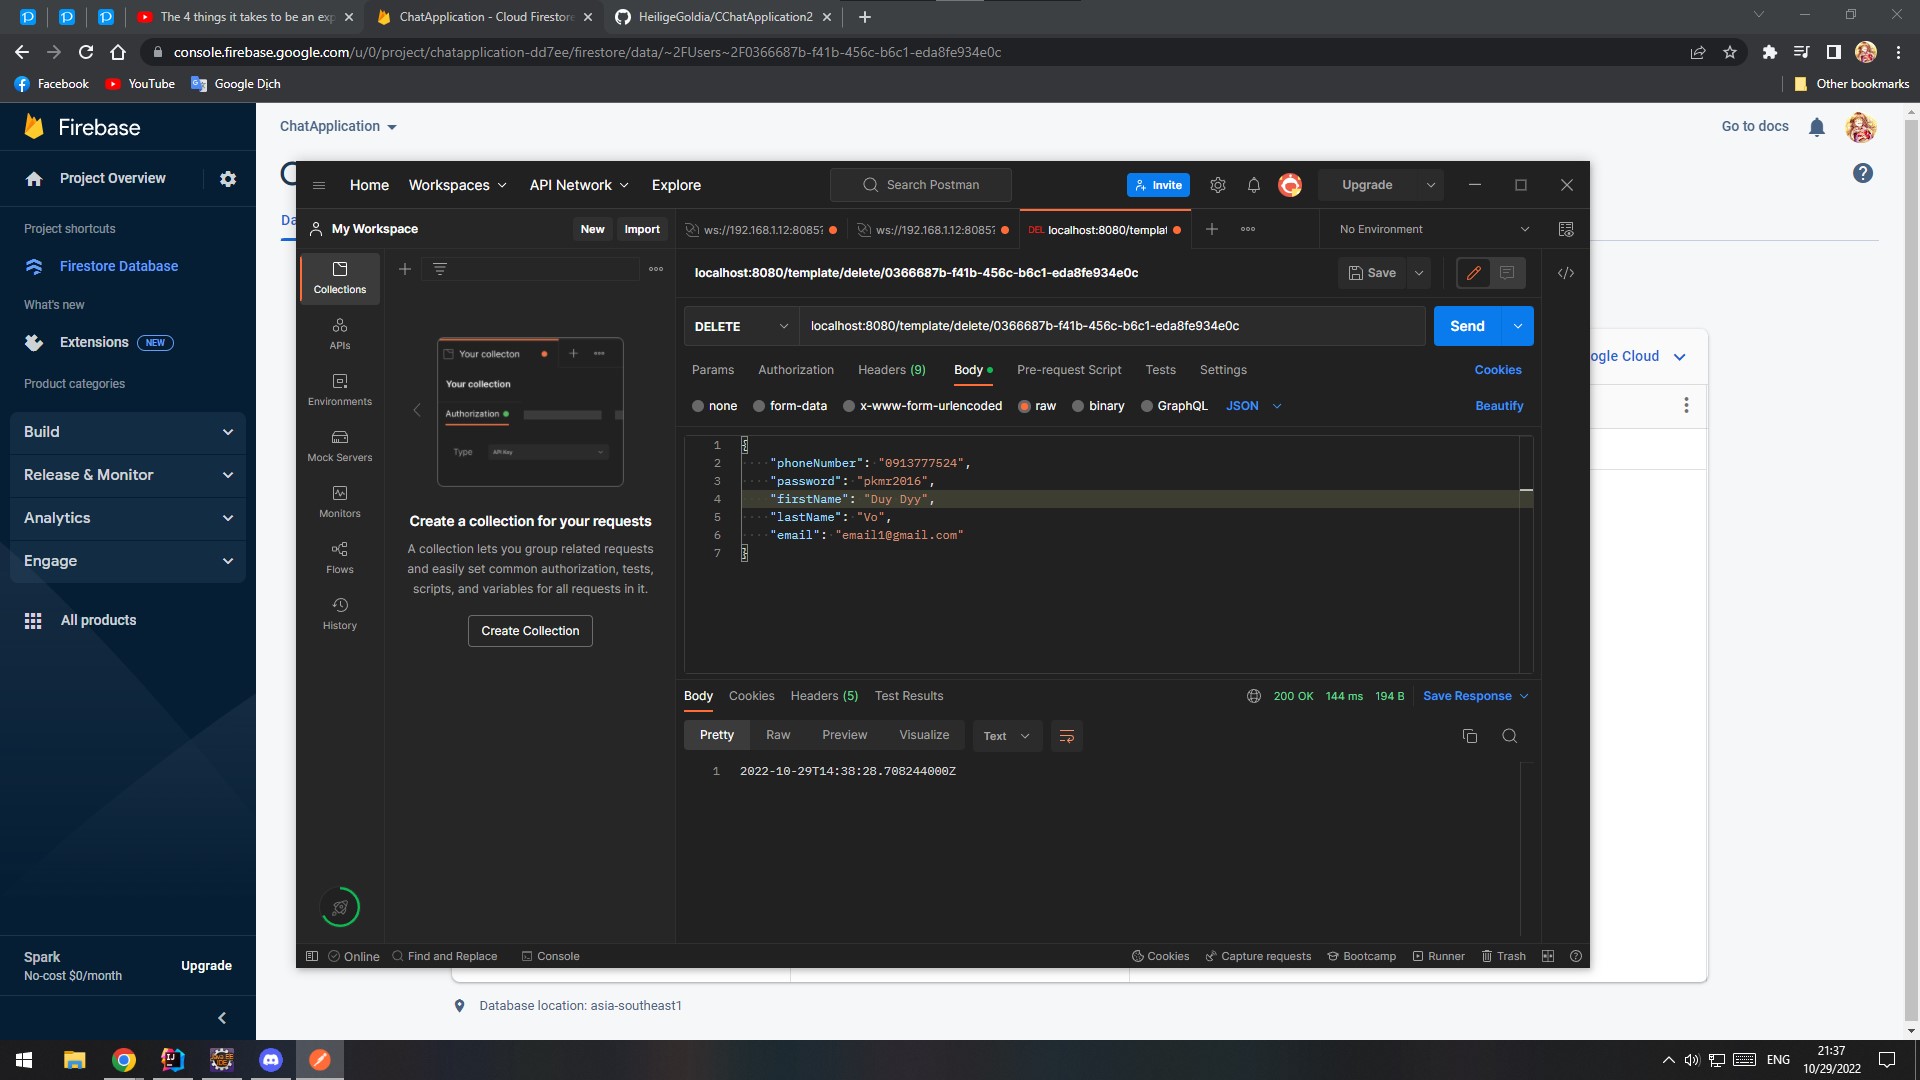 The 4 things it takes to be an exp
ChatApplication - Cloud Firestore
HeiligeGoldia/CChatApplication2
console.firebase.google.com/u/0/project/chatapplication-dd7ee/firestore/data/~2FUsers~2F0366687b-f41b-456c-b6c1-eda8fe934e0c
Facebook
YouTube
Google Dịch
Other bookmarks
Firebase
ChatApplication
Go to docs
Project Overview
Project shortcuts
Firestore Database
What's new
Extensions NEW
Product categories
Build
Release & Monitor
Analytics
Engage
All products
Spark
No-cost $0/month
Upgrade
Da
Home
Workspaces
API Network
Explore
Search Postman
Invite
Upgrade
My Workspace
New
Import
ws://192.168.1.12:8085?
ws://192.168.1.12:8085?
DEL localhost:8080/templat
No Environment
Collections
APIs
Environments
Mock Servers
Monitors
Flows
History
Your collecton
Your collection
Authorization
Type
API Key
Create a collection for your requests
A collection lets you group related requests
and easily set common authorization, tests,
scripts, and variables for all requests in it.
Create Collection
localhost:8080/template/delete/0366687b-f41b-456c-b6c1-eda8fe934e0c
Save
DELETE
localhost:8080/template/delete/0366687b-f41b-456c-b6c1-eda8fe934e0c
Send
Params
Authorization
Headers (9)
Body
Pre-request Script
Tests
Settings
Cookies
none
form-data
x-www-form-urlencoded
raw
binary
GraphQL
JSON
Beautify
1 {
2 "phoneNumber": "0913777524",
3 "password": "pkmr2016",
4 "firstName": "Duy Dyy",
5 "lastName": "Vo",
6 "email": "email1@gmail.com"
7 }
Body
Cookies
Headers (5)
Test Results
200 OK
144 ms
194 B
Save Response
Pretty
Raw
Preview
Visualize
Text
1 2022-10-29T14:38:28.708244000Z
Online
Find and Replace
Console
Cookies
Capture requests
Bootcamp
Runner
Trash
ogle Cloud
Database location: asia-southeast1
ENG
21:37
10/29/2022